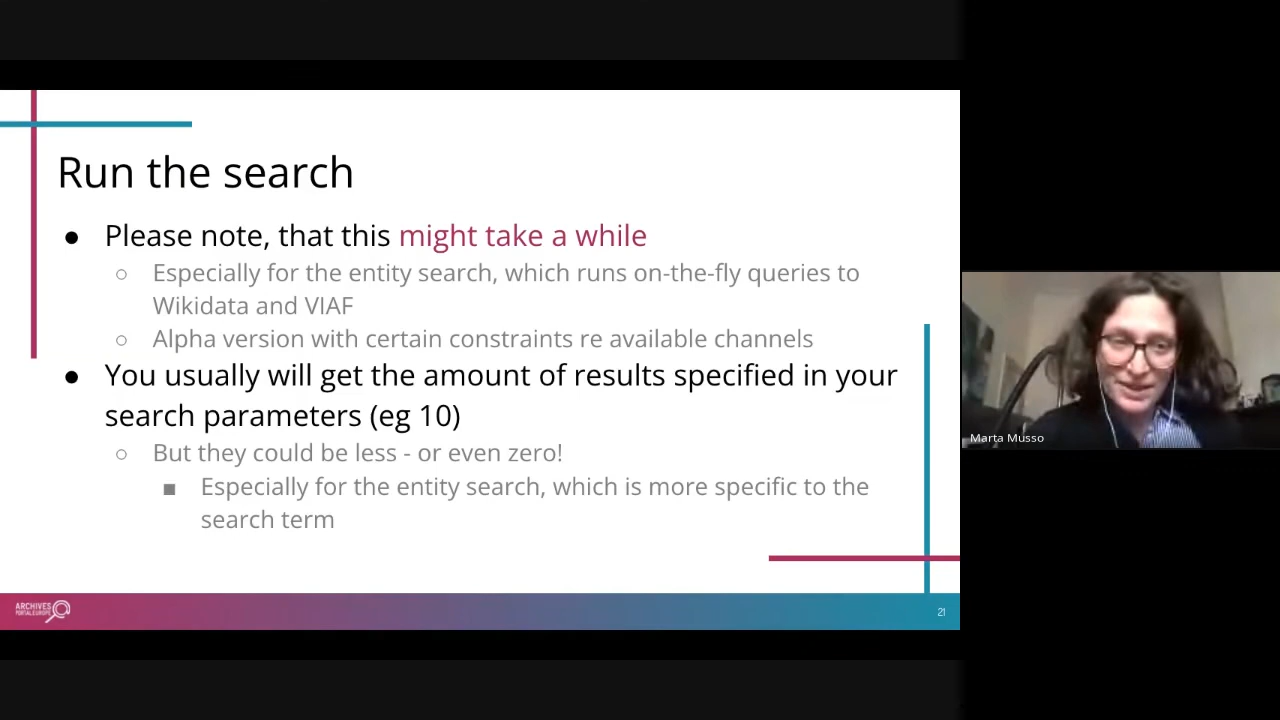 Run the search
● Please note, that this might take a while
○ Especially for the entity search, which runs on-the-fly queries to
Wikidata and VIAF
○ Alpha version with certain constraints re available channels
● You usually will get the amount of results specified in your
search parameters (eg 10)
○ But they could be less - or even zero!
■ Especially for the entity search, which is more specific to the
search term
Marta Musso
ARCHIVES
PORTAL EUROPE
21